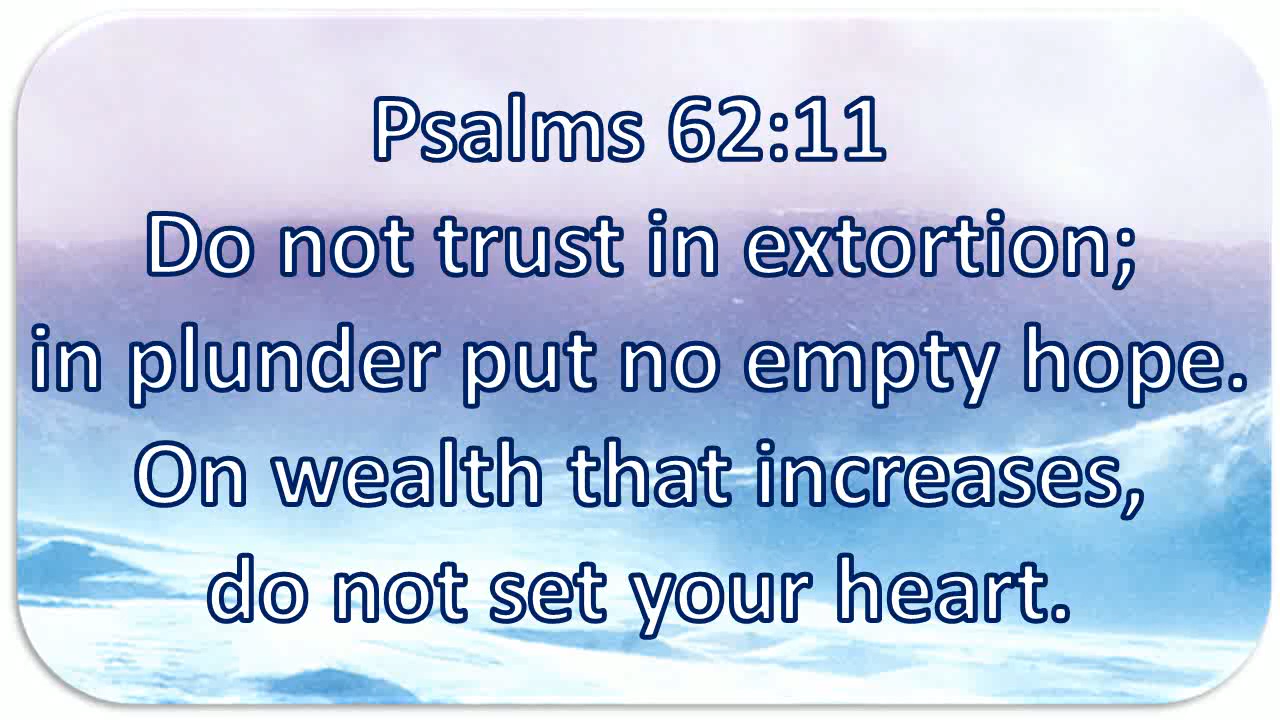 Psalms 62:11
Do not trust in extortion;
in plunder put no empty hope.
On wealth that increases,
do not set your heart.